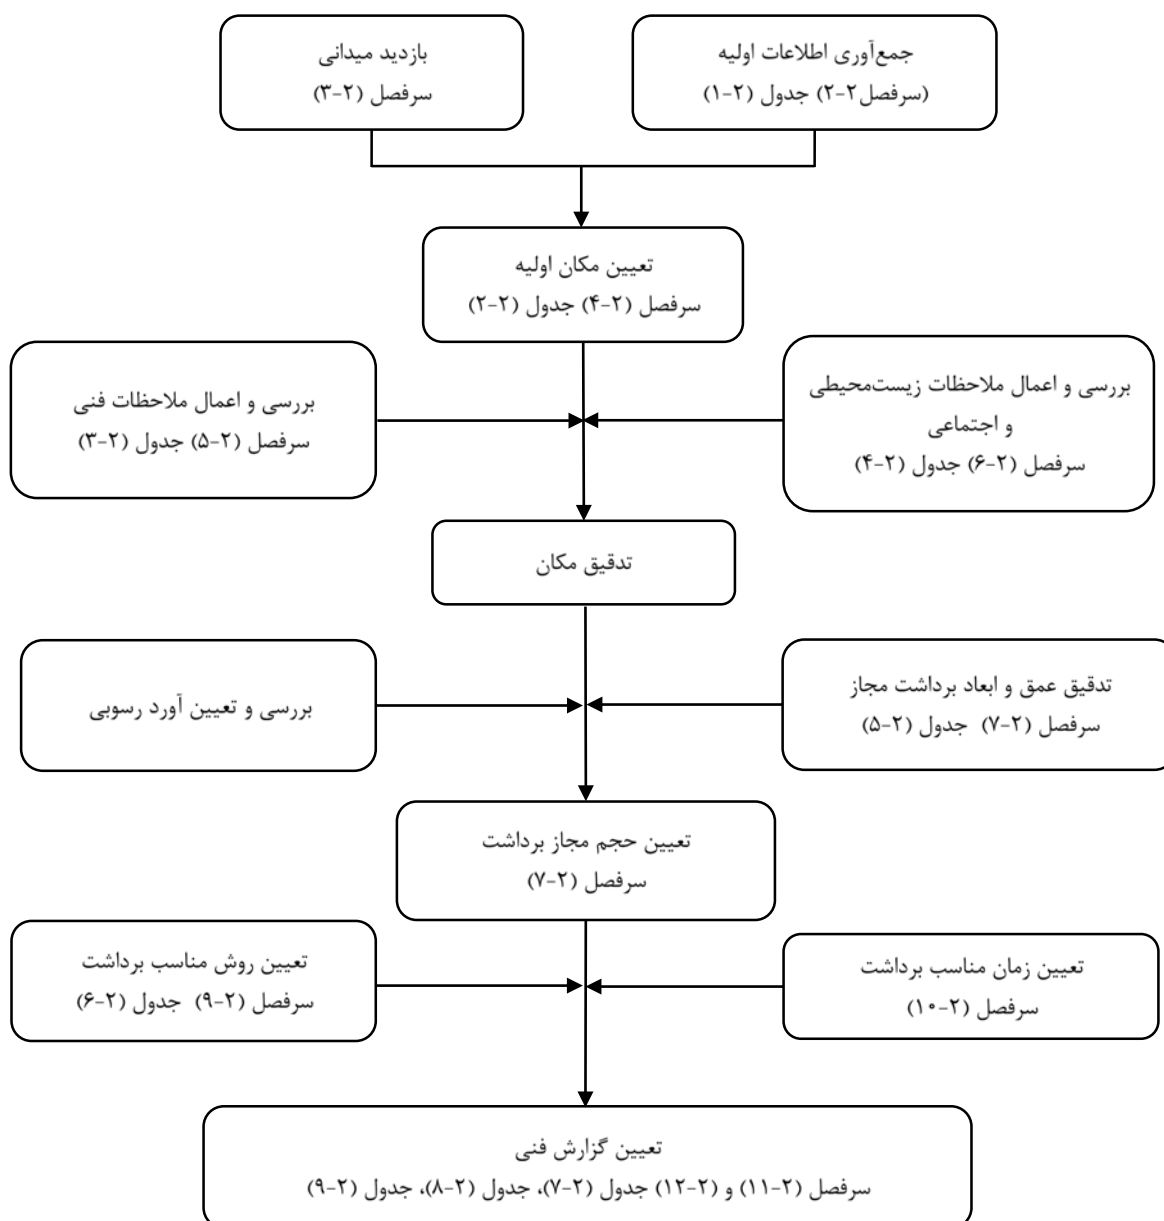 جمع‌آوری اطلاعات اولیه
(سرفصل۲-۲) جدول (۲-۱)
بازدید میدانی
سرفصل (۲-۳)
تعیین مکان اولیه
سرفصل (۲-۴) جدول (۲-۲)
بررسی و اعمال ملاحظات زیست‌محیطی
و اجتماعی
سرفصل (۲-۶) جدول (۲-۴)
بررسی و اعمال ملاحظات فنی
سرفصل (۲-۵) جدول (۲-۳)
تدقیق مکان
تدقیق عمق و ابعاد برداشت مجاز
سرفصل (۲-۷) جدول (۲-۵)
بررسی و تعیین آورد رسوبی
تعیین حجم مجاز برداشت
سرفصل (۲-۷)
تعیین زمان مناسب برداشت
سرفصل (۲-۱۰)
تعیین روش مناسب برداشت
سرفصل (۲-۹) جدول (۲-۶)
تعیین گزارش فنی
سرفصل (۲-۱۱) و (۲-۱۲) جدول (۲-۷)، جدول (۲-۸)، جدول (۲-۹)